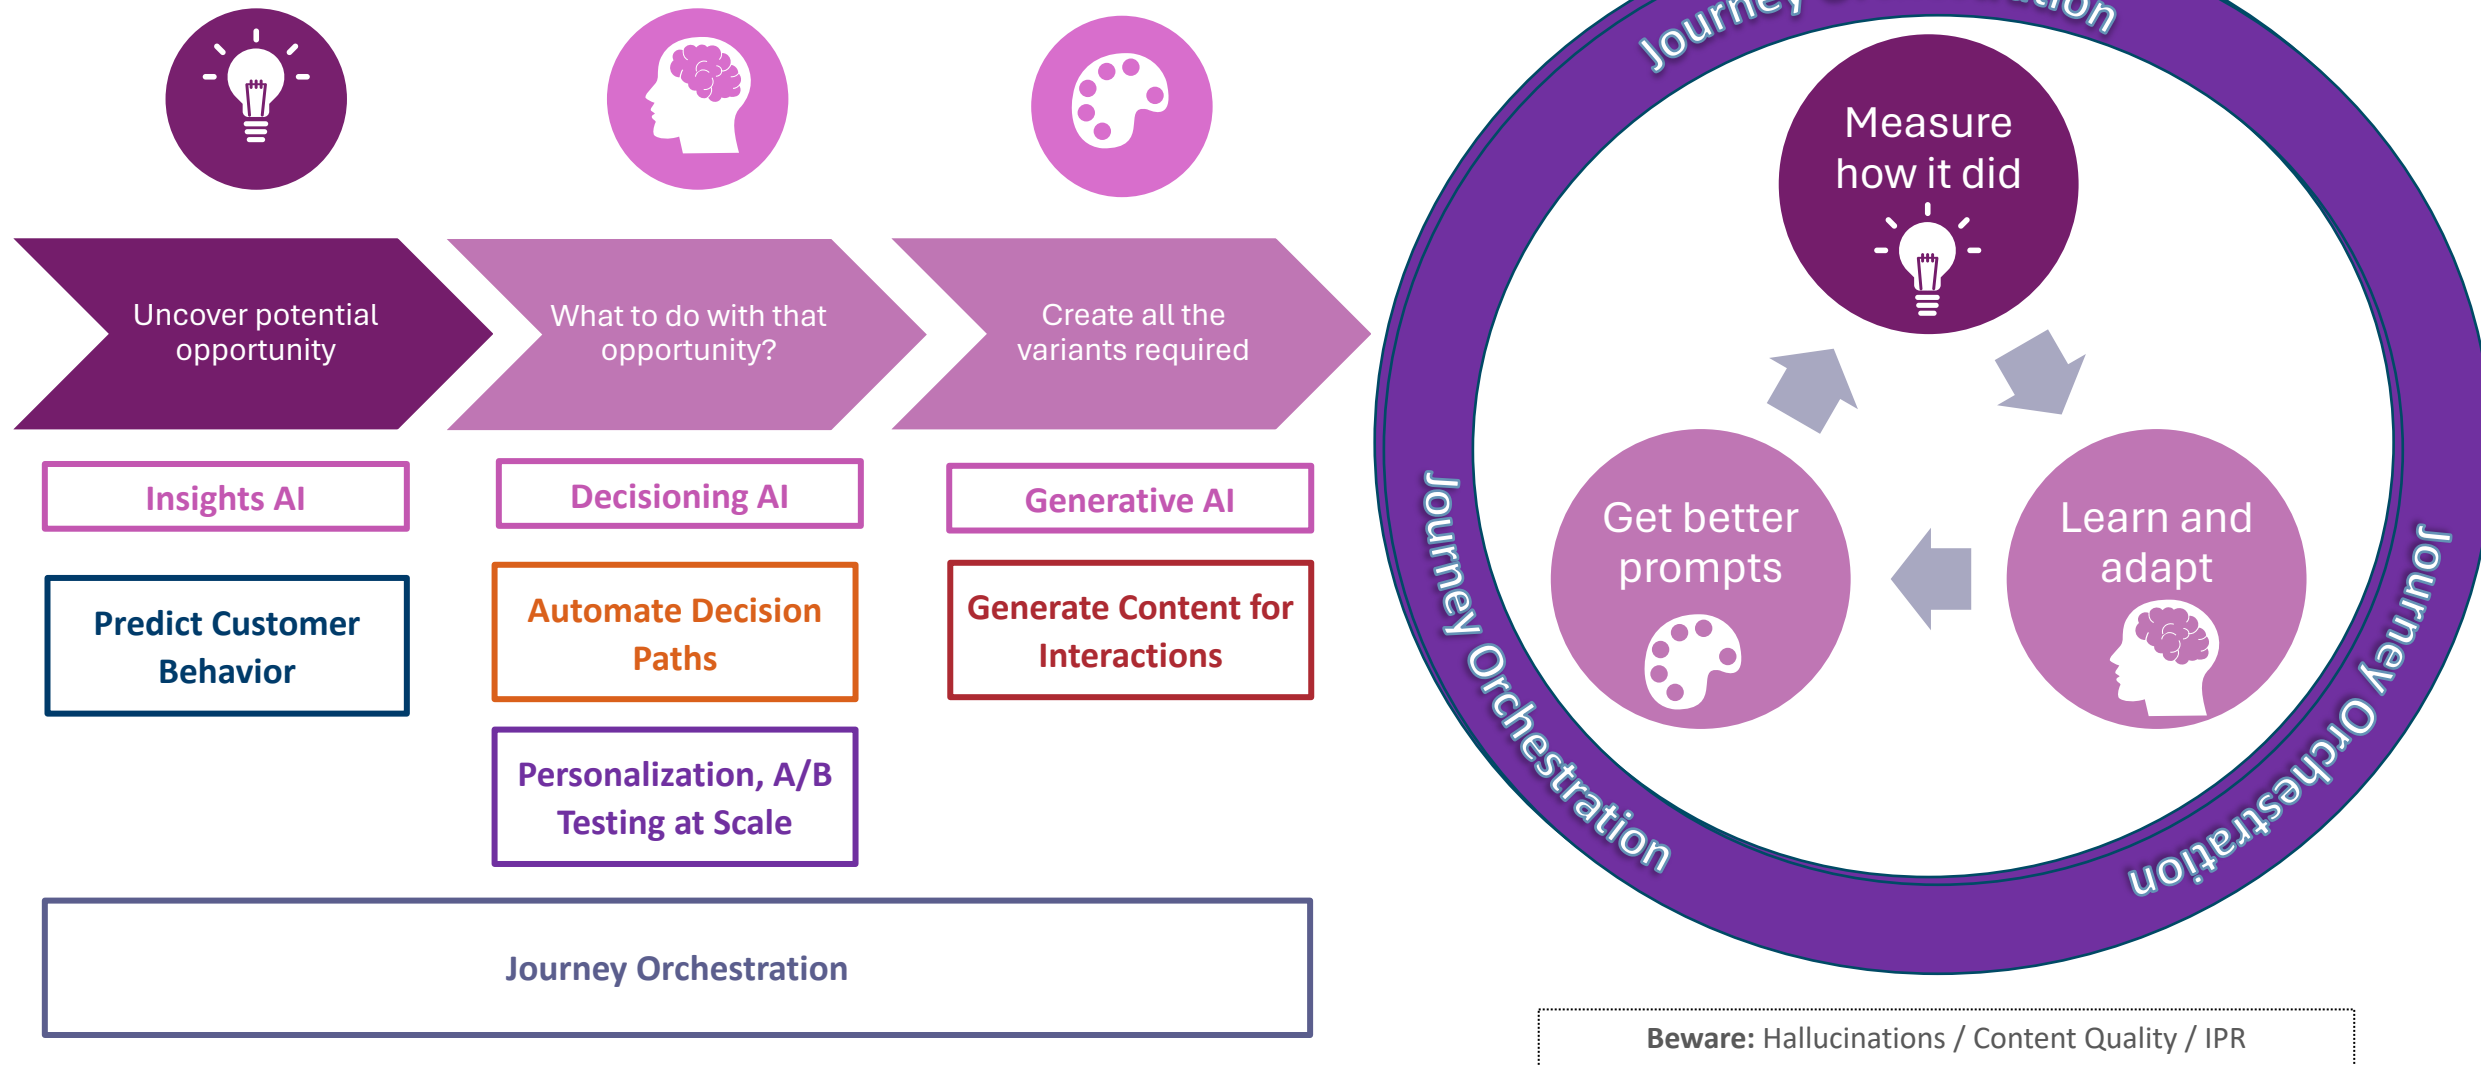 Uncover potential
opportunity
What to do with that
opportunity?
Create all the
variants required
Insights AI
Decisioning AI
Generative AI
Predict Customer
Behavior
Automate Decision
Paths
Generate Content for
Interactions
Personalization, A/B
Testing at Scale
Journey Orchestration
Journey
Measure
how it did
Learn and
adapt
Get better
prompts
Journey Orchestration
Journey Orchestration
Beware: Hallucinations / Content Quality / IPR